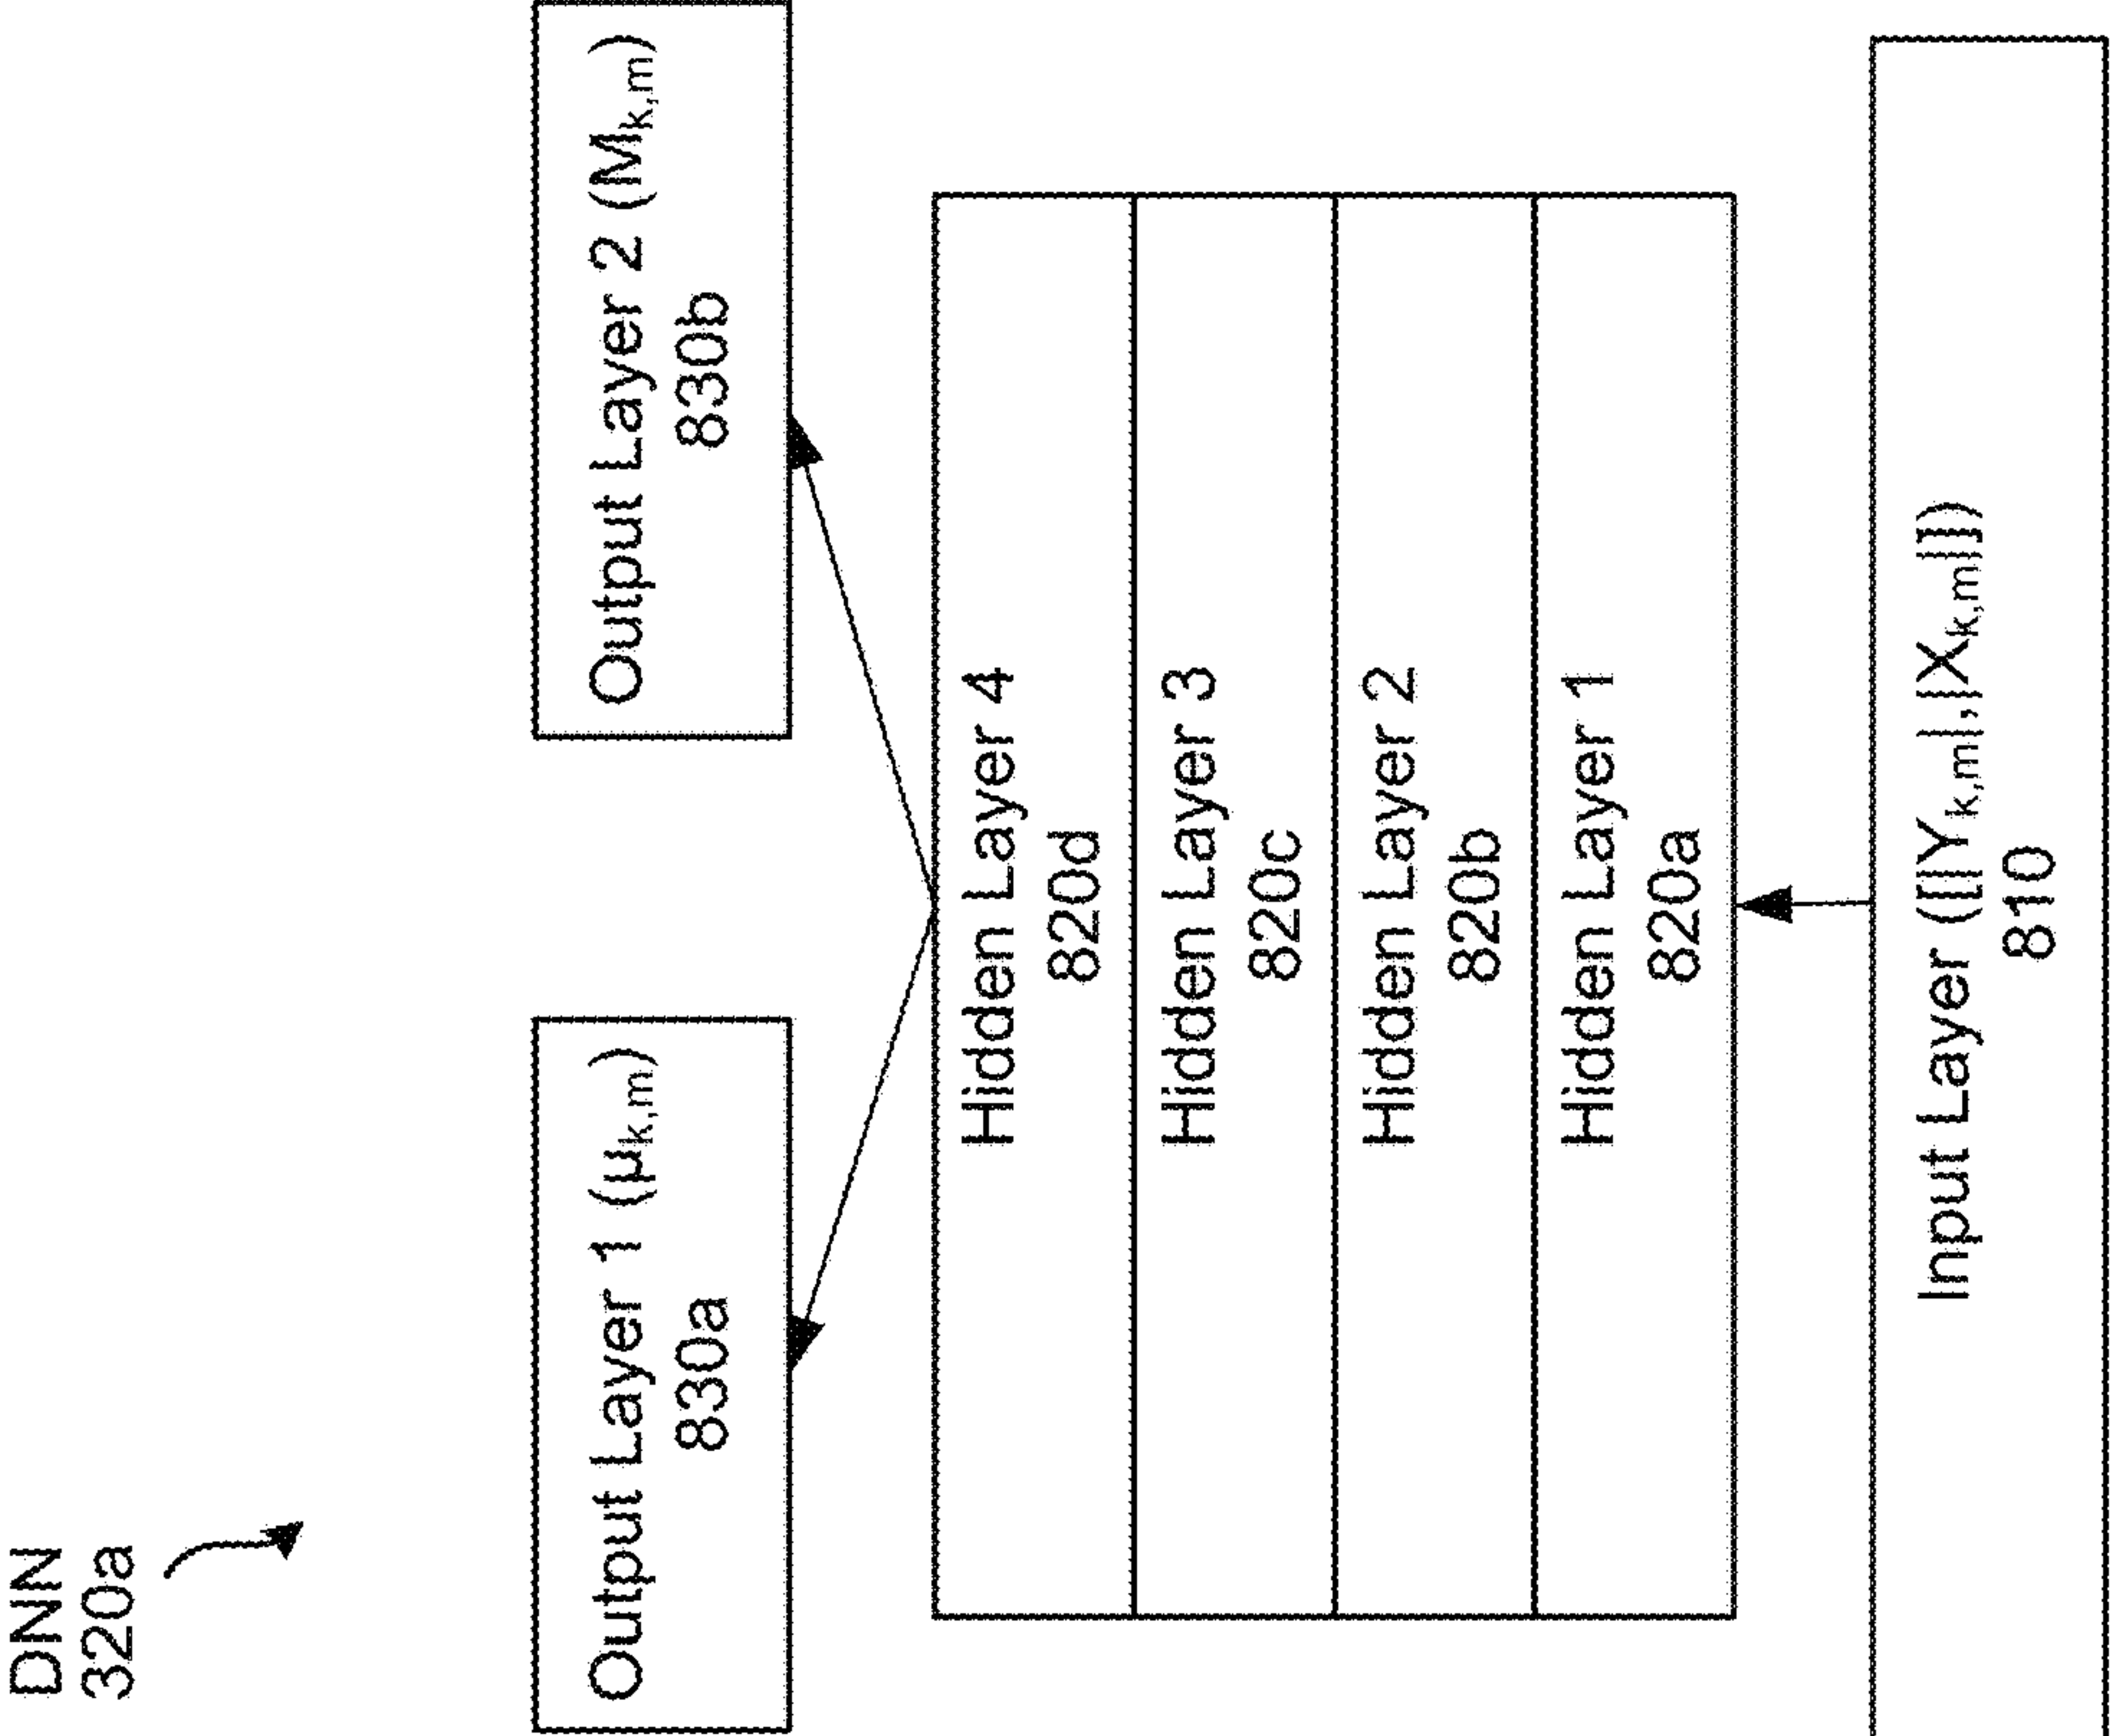 DNN
320a
Output Layer 1 (μk,m)
830a
Output Layer 2 (Mk,m)
830b
Hidden Layer 4
820d
Hidden Layer 3
820c
Hidden Layer 2
820b
Hidden Layer 1
820a
Input Layer ([|Yk,m|,|Xk,m|])
810